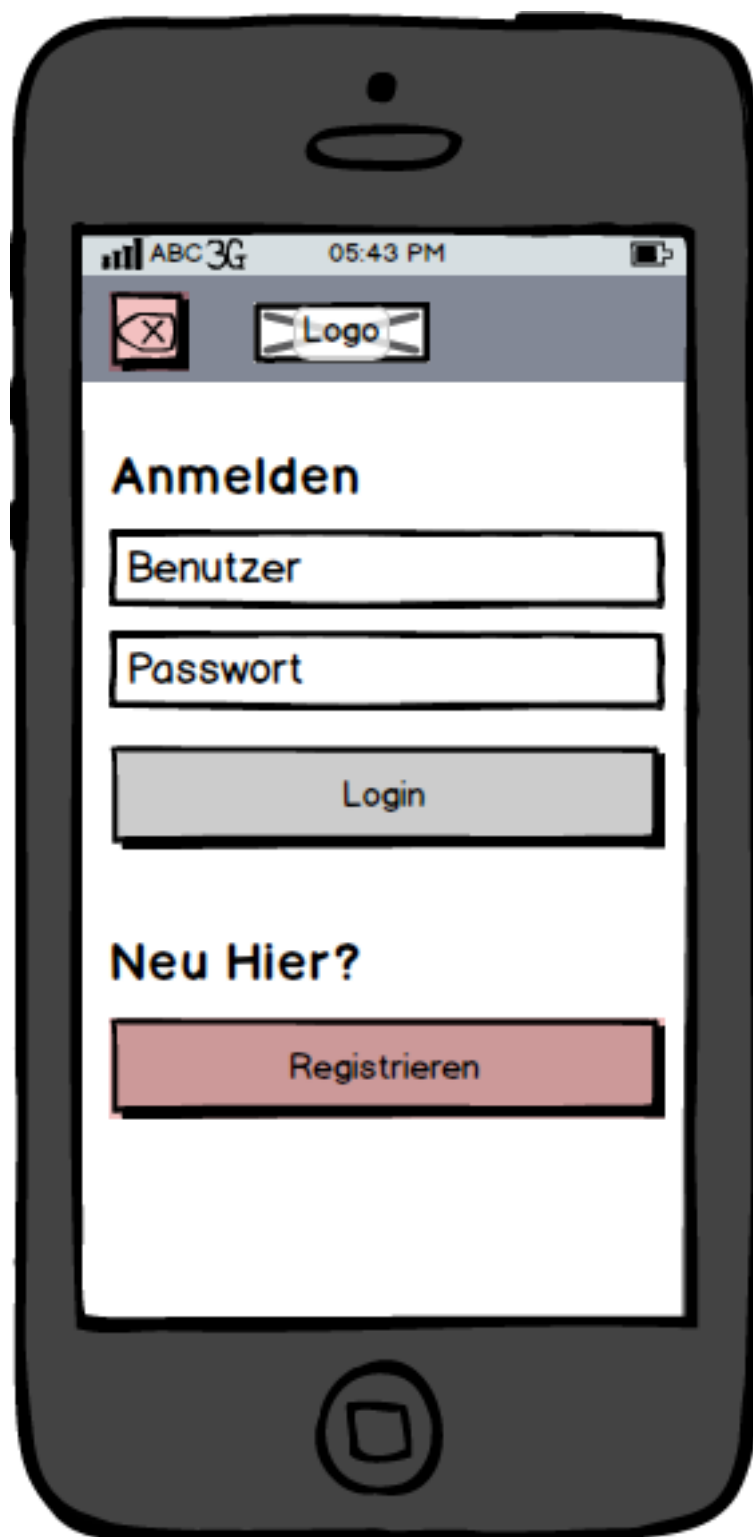 ABC 3G 05:43 PM
Logo
Anmelden
Benutzer
Passwort
Login
Neu Hier?
Registrieren